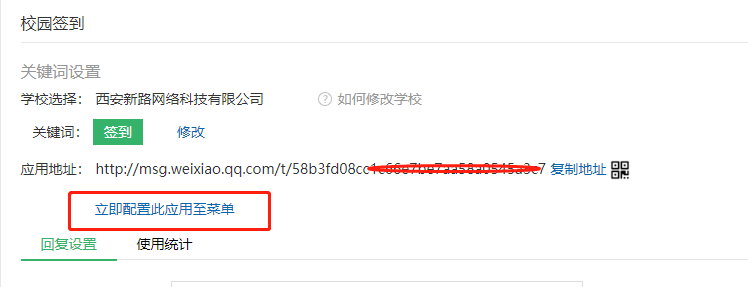 校园签到
关键词设置
学校选择： 西安新路网络科技有限公司 ? 如何修改学校
关键词： 签到 修改
应用地址： http://msg.weixiao.qq.com/t/58b3fd08cc 7 复制地址
立即配置此应用至菜单
回复设置 使用统计